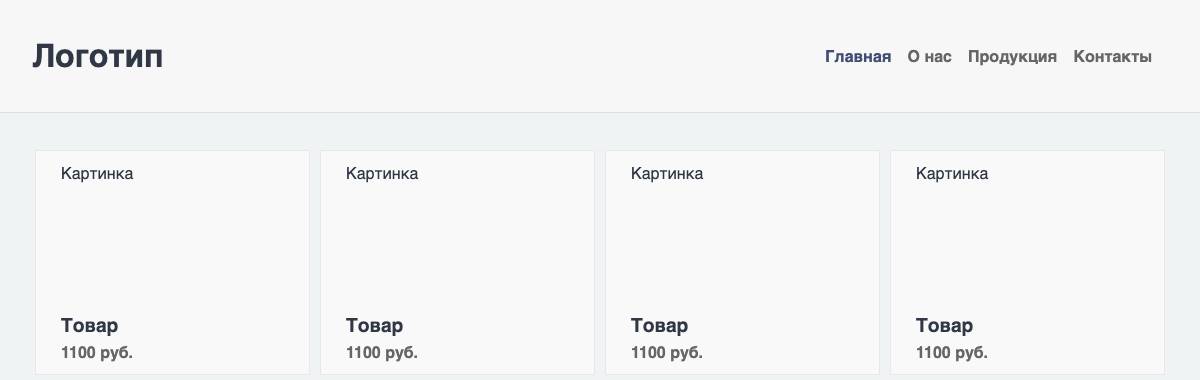 Логотип
Главная О нас Продукция Контакты
Картинка Картинка Картинка Картинка
Товар Товар Товар Товар
1100 руб. 1100 руб. 1100 руб. 1100 руб.